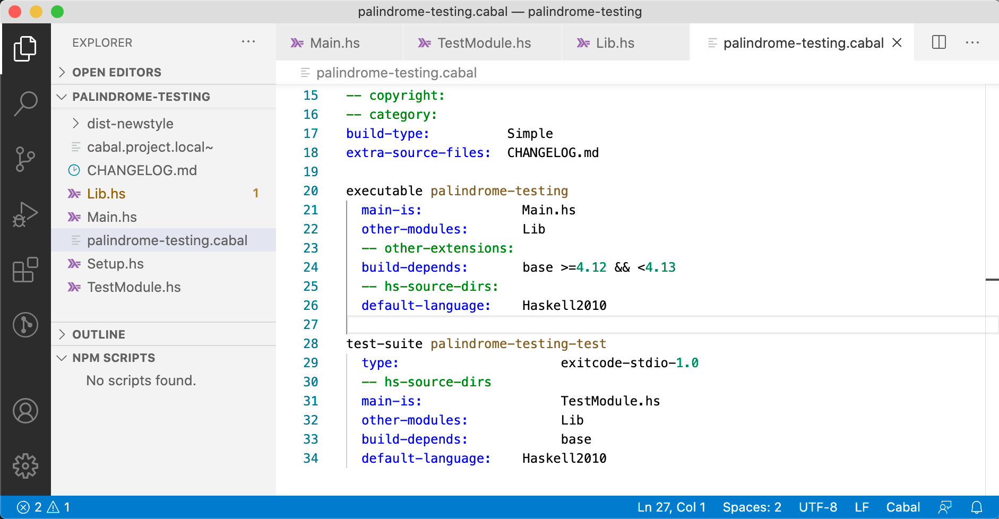 palindrome-testing.cabal — palindrome-testing
EXPLORER
OPEN EDITORS
PALINDROME-TESTING
dist-newstyle
cabal.project.local~
CHANGELOG.md
Lib.hs 1
Main.hs
palindrome-testing.cabal
Setup.hs
TestModule.hs
OUTLINE
NPM SCRIPTS
No scripts found.
Main.hs TestModule.hs Lib.hs palindrome-testing.cabal
palindrome-testing.cabal
15 -- copyright:
16 -- category:
17 build-type: Simple
18 extra-source-files: CHANGELOG.md
19
20 executable palindrome-testing
21 main-is: Main.hs
22 other-modules: Lib
23 -- other-extensions:
24 build-depends: base >=4.12 && <4.13
25 -- hs-source-dirs:
26 default-language: Haskell2010
27
28 test-suite palindrome-testing-test
29 type: exitcode-stdio-1.0
30 -- hs-source-dirs
31 main-is: TestModule.hs
32 other-modules: Lib
33 build-depends: base
34 default-language: Haskell2010
2 1 Ln 27, Col 1 Spaces: 2 UTF-8 LF Cabal